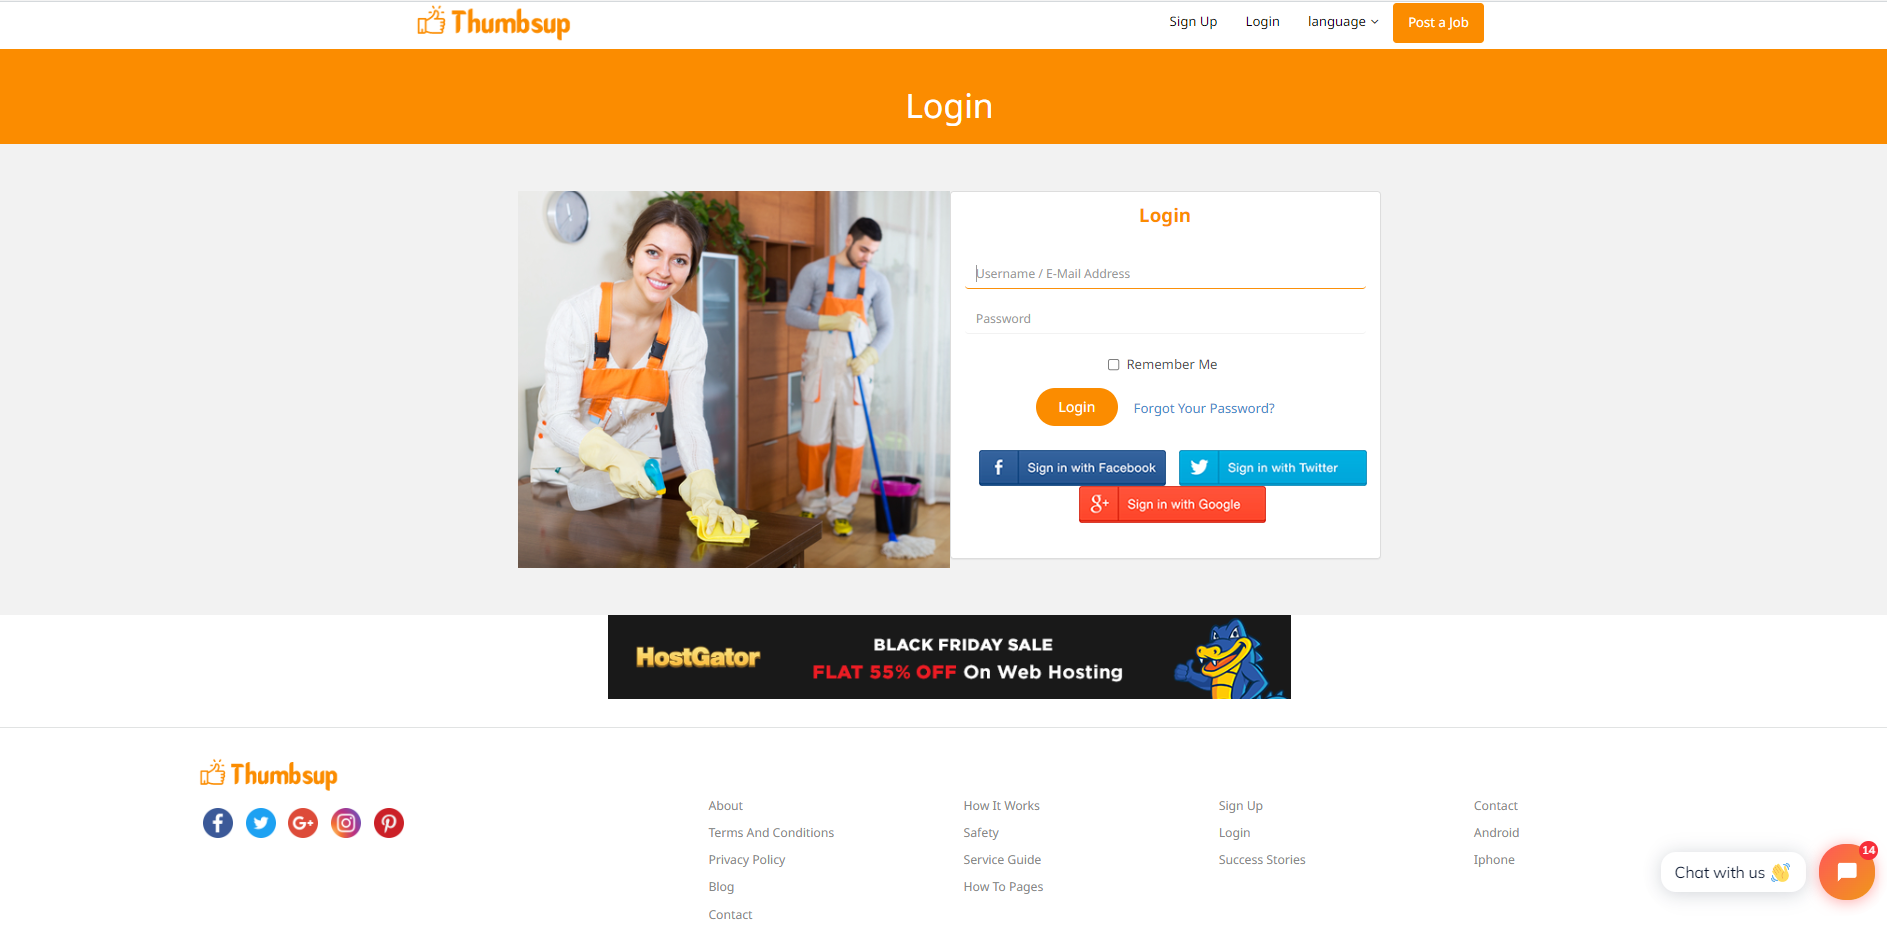 Thumbsup
Sign Up
Login
language
Post a Job
Login
Login
Username / E-Mail Address
Password
Remember Me
Login
Forgot Your Password?
f Sign in with Facebook
Sign in with Twitter
g+ Sign in with Google
HostGator
BLACK FRIDAY SALE
FLAT 55% OFF On Web Hosting
Thumbsup
f
G+
About
Terms And Conditions
Privacy Policy
Blog
Contact
How It Works
Safety
Service Guide
How To Pages
Sign Up
Login
Success Stories
Contact
Android
Iphone
Chat with us 👋
14